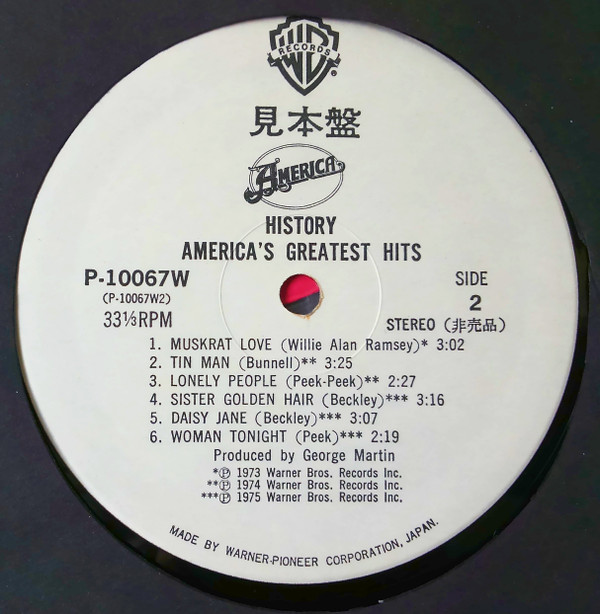 WB
RECORDS
®
見本盤
AMERICA
HISTORY
AMERICA'S GREATEST HITS
P-10067W
(P-10067W2)
33⅓RPM
SIDE
2
STEREO (非売品)
1. MUSKRAT LOVE (Willie Alan Ramsey)* 3:02
2. TIN MAN (Bunnell)** 3:25
3. LONELY PEOPLE (Peek-Peek)** 2:27
4. SISTER GOLDEN HAIR (Beckley)*** 3:16
5. DAISY JANE (Beckley)*** 3:07
6. WOMAN TONIGHT (Peek)*** 2:19
Produced by George Martin
*Ⓟ 1973 Warner Bros. Records Inc.
**Ⓟ 1974 Warner Bros. Records Inc.
***Ⓟ 1975 Warner Bros. Records Inc.
MADE BY WARNER-PIONEER CORPORATION, JAPAN.